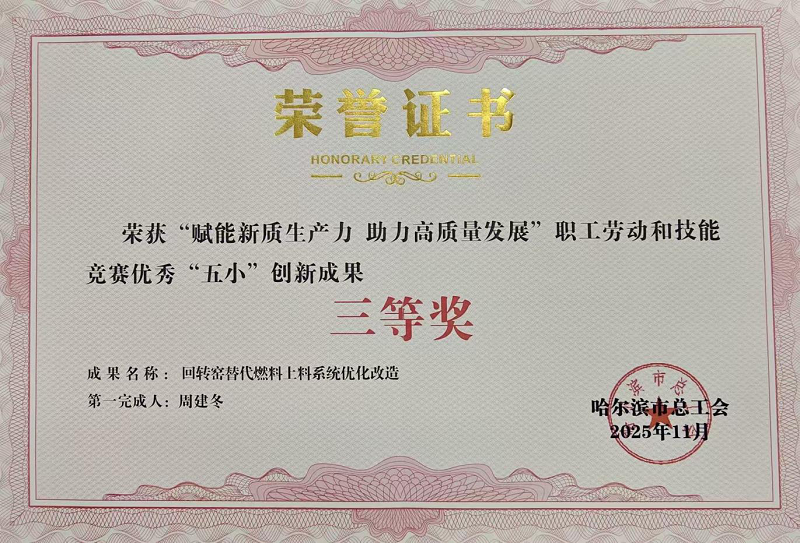 荣誉证书
HONORARY CREDENTIAL
荣获“赋能新质生产力 助力高质量发展”职工劳动和技能
竞赛优秀“五小”创新成果
三等奖
成果名称：回转窑替代燃料上料系统优化改造
第一完成人：周建冬
哈尔滨市总工会
2025年11月